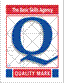 The Basic Skills Agency
Q
QUALITY MARK